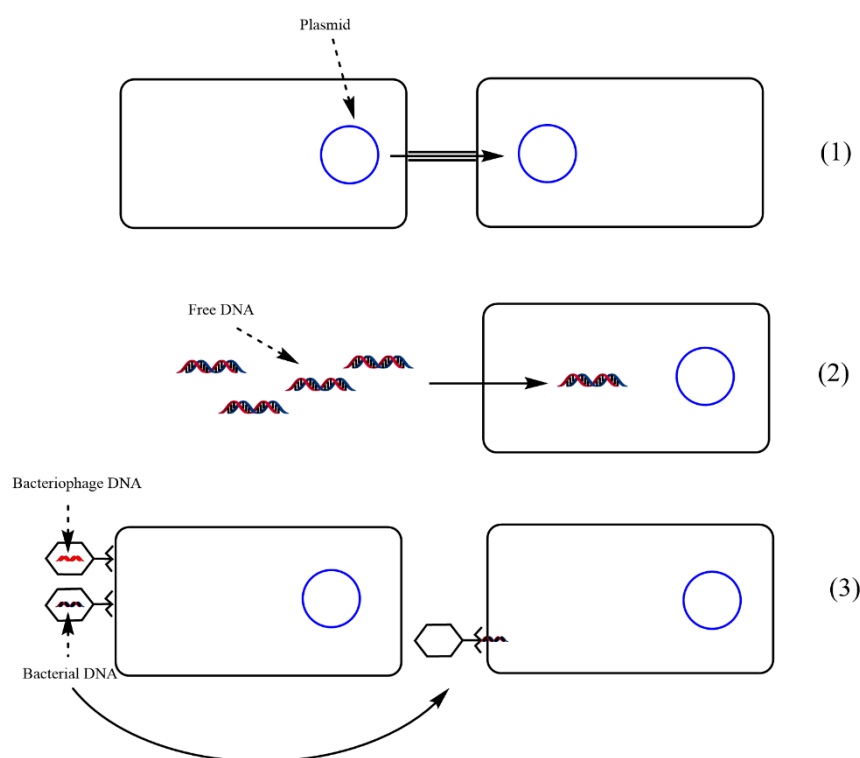 Plasmid
(1)
Free DNA
(2)
Bacteriophage DNA
(3)
Bacterial DNA